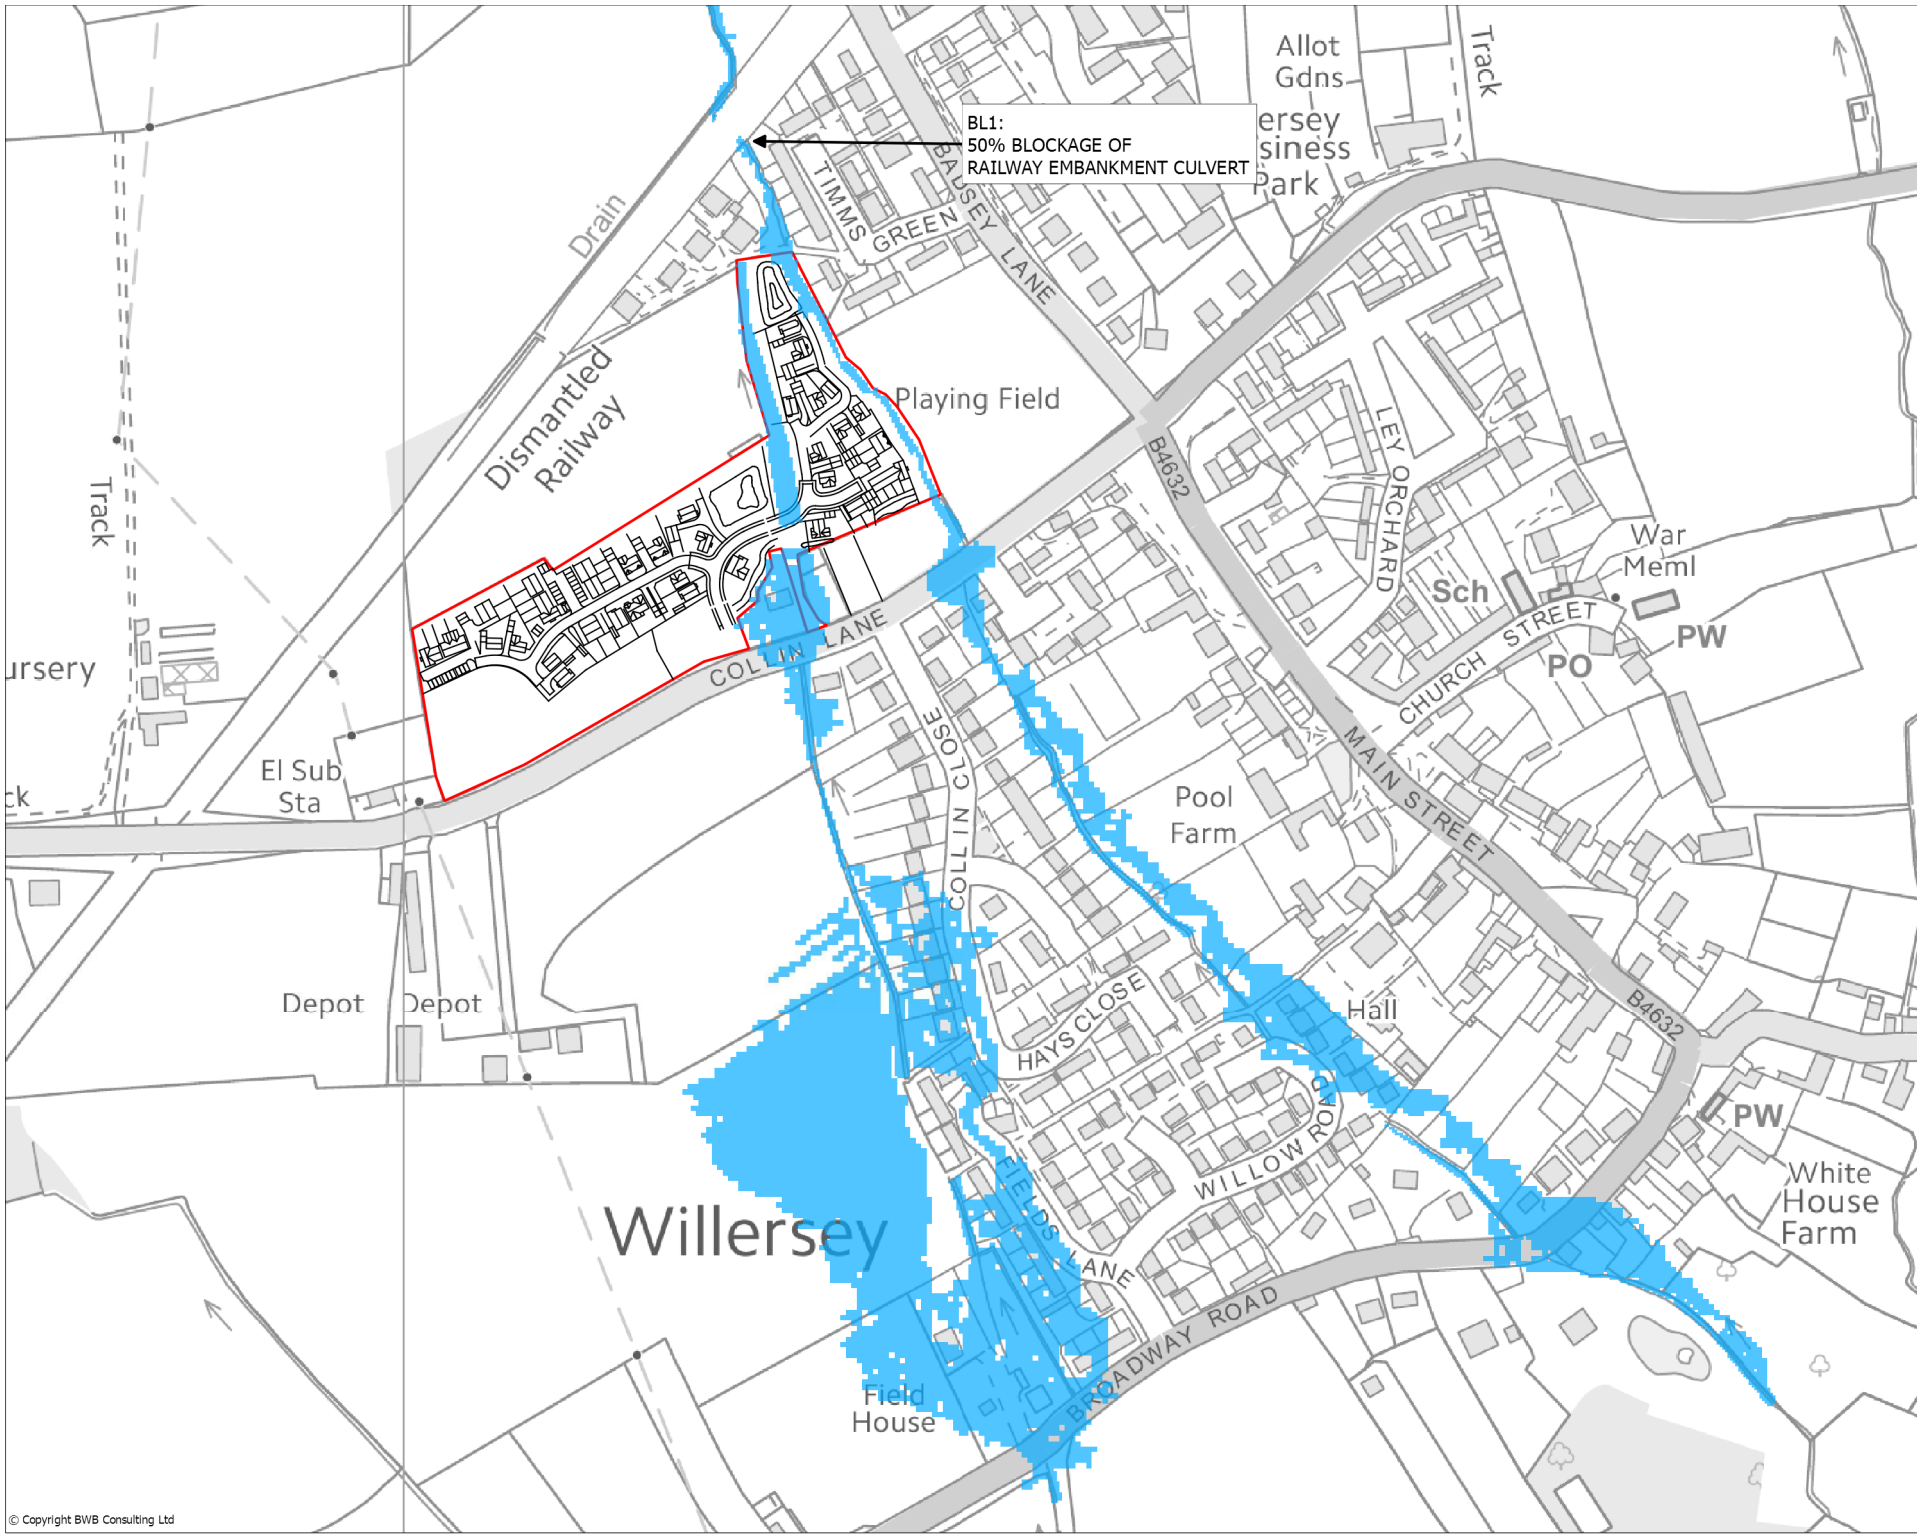 Allot
Gdns
Track
BL1:
50% BLOCKAGE OF
RAILWAY EMBANKMENT CULVERT
ersey
siness
Park
BADSEY LANE
TIMMS
GREEN
Drain
Dismantled
Railway
Playing Field
Track
B4632
LEY ORCHARD
War
Meml
Sch
CHURCH STREET
PW
PO
ursery
COLLIN LANE
COLLIN CLOSE
MAIN STREET
El Sub
Sta
ck
Pool
Farm
Depot
Depot
HAYS CLOSE
Hall
B4632
PW
WILLOW ROAD
White
House
Farm
Willersey
FIELDS LANE
BROADWAY ROAD
Field
House
© Copyright BWB Consulting Ltd